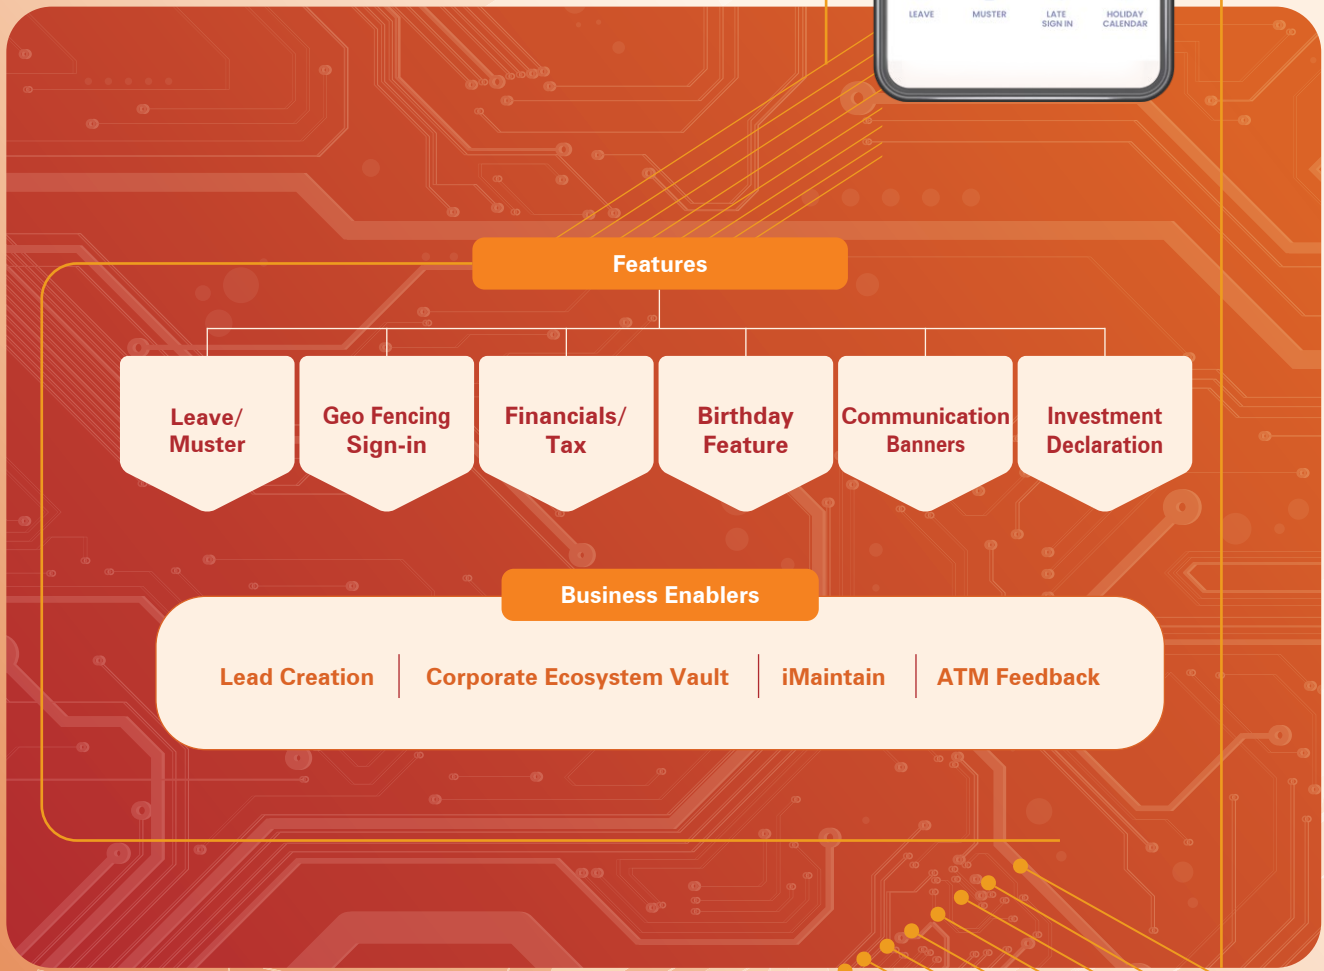 LEAVE
MUSTER
LATE
SIGN IN
HOLIDAY
CALENDAR
Features
Leave/
Muster
Geo Fencing
Sign-in
Financials/
Tax
Birthday
Feature
Communication
Banners
Investment
Declaration
Business Enablers
Lead Creation
Corporate Ecosystem Vault
iMaintain
ATM Feedback